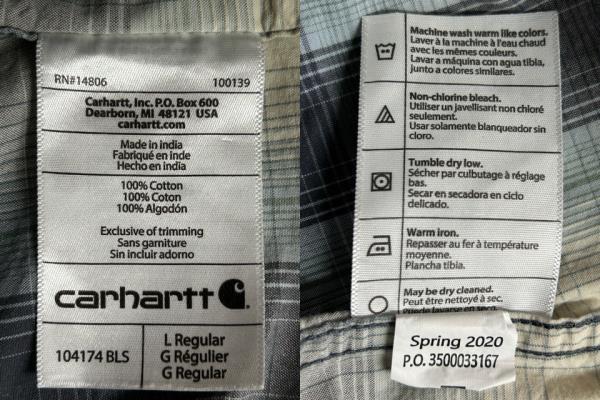 RN#14806 100139
Carhartt, Inc. P.O. Box 600
Dearborn, MI 48121 USA
carhartt.com
Made in india
Fabriqué en inde
Hecho en india
100% Cotton
100% Coton
100% Algodón
Exclusive of trimming
Sans garniture
Sin incluir adorno
carhartt
104174 BLS
L Regular
G Régulier
G Regular
Machine wash warm like colors.
Laver à la machine à l'eau chaud
avec les mêmes couleurs.
Lavar a máquina con agua tibia,
junto a colores similares.
Non-chlorine bleach.
Utiliser un javellisant non chloré
seulement.
Usar solamente blanqueador sin
cloro.
Tumble dry low.
Sécher par culbutage à réglage
bas.
Secar en secadora en ciclo
delicado.
Warm iron.
Repasser au fer à température
moyenne.
Plancha tibia.
May be dry cleaned.
Peut être nettoyé à sec.
Puede lavarse en seco.
Spring 2020
P.O. 3500033167